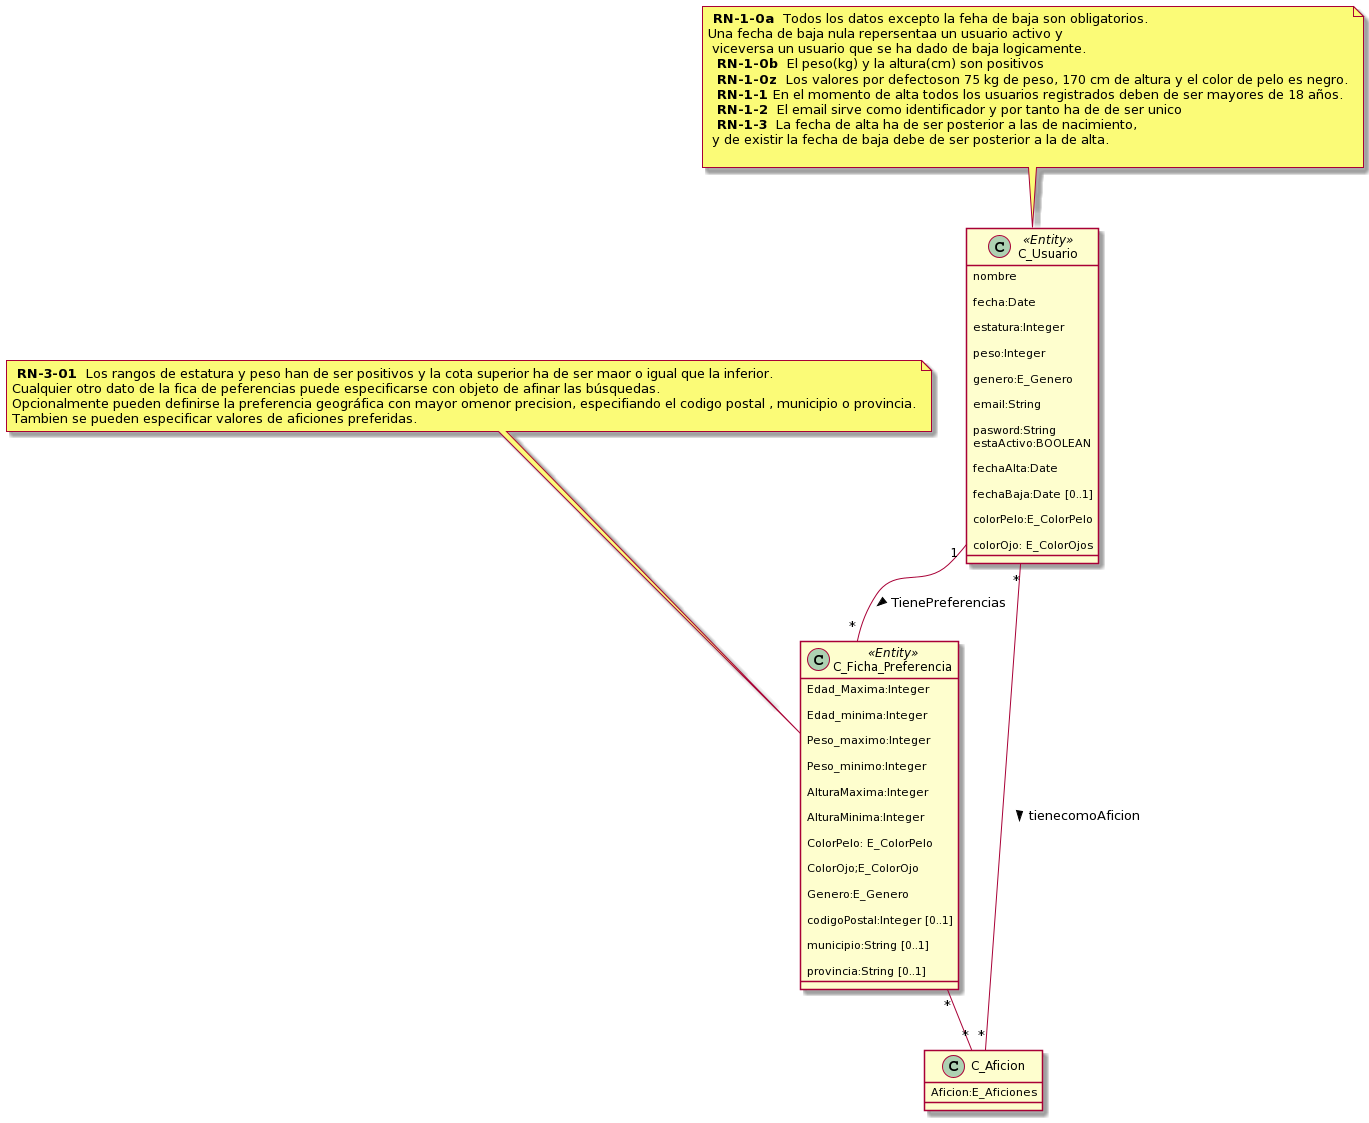 RN-1-0a Todos los datos excepto la feha de baja son obligatorios.
Una fecha de baja nula repersentaa un usuario activo y
viceversa un usuario que se ha dado de baja logicamente.
RN-1-0b El peso(kg) y la altura(cm) son positivos
RN-1-0z Los valores por defectoson 75 kg de peso, 170 cm de altura y el color de pelo es negro.
RN-1-1 En el momento de alta todos los usuarios registrados deben de ser mayores de 18 años.
RN-1-2 El email sirve como identificador y por tanto ha de de ser unico
RN-1-3 La fecha de alta ha de ser posterior a las de nacimiento,
y de existir la fecha de baja debe de ser posterior a la de alta.
C
«Entity»
C_Usuario
nombre
fecha:Date
estatura:Integer
peso:Integer
genero:E_Genero
email:String
pasword:String
estaActivo:BOOLEAN
fechaAlta:Date
fechaBaja:Date [0..1]
colorPelo:E_ColorPelo
colorOjo: E_ColorOjos
RN-3-01 Los rangos de estatura y peso han de ser positivos y la cota superior ha de ser maor o igual que la inferior.
Cualquier otro dato de la fica de peferencias puede especificarse con objeto de afinar las búsquedas.
Opcionalmente pueden definirse la preferencia geográfica con mayor omenor precision, especifiando el codigo postal , municipio o provincia.
Tambien se pueden especificar valores de aficiones preferidas.
1
*
TienePreferencias
*
C
«Entity»
C_Ficha_Preferencia
Edad_Maxima:Integer
Edad_minima:Integer
Peso_maximo:Integer
Peso_minimo:Integer
AlturaMaxima:Integer
AlturaMinima:Integer
ColorPelo: E_ColorPelo
ColorOjo;E_ColorOjo
Genero:E_Genero
codigoPostal:Integer [0..1]
municipio:String [0..1]
provincia:String [0..1]
tienecomoAficion
*
* *
C
C_Aficion
Aficion:E_Aficiones